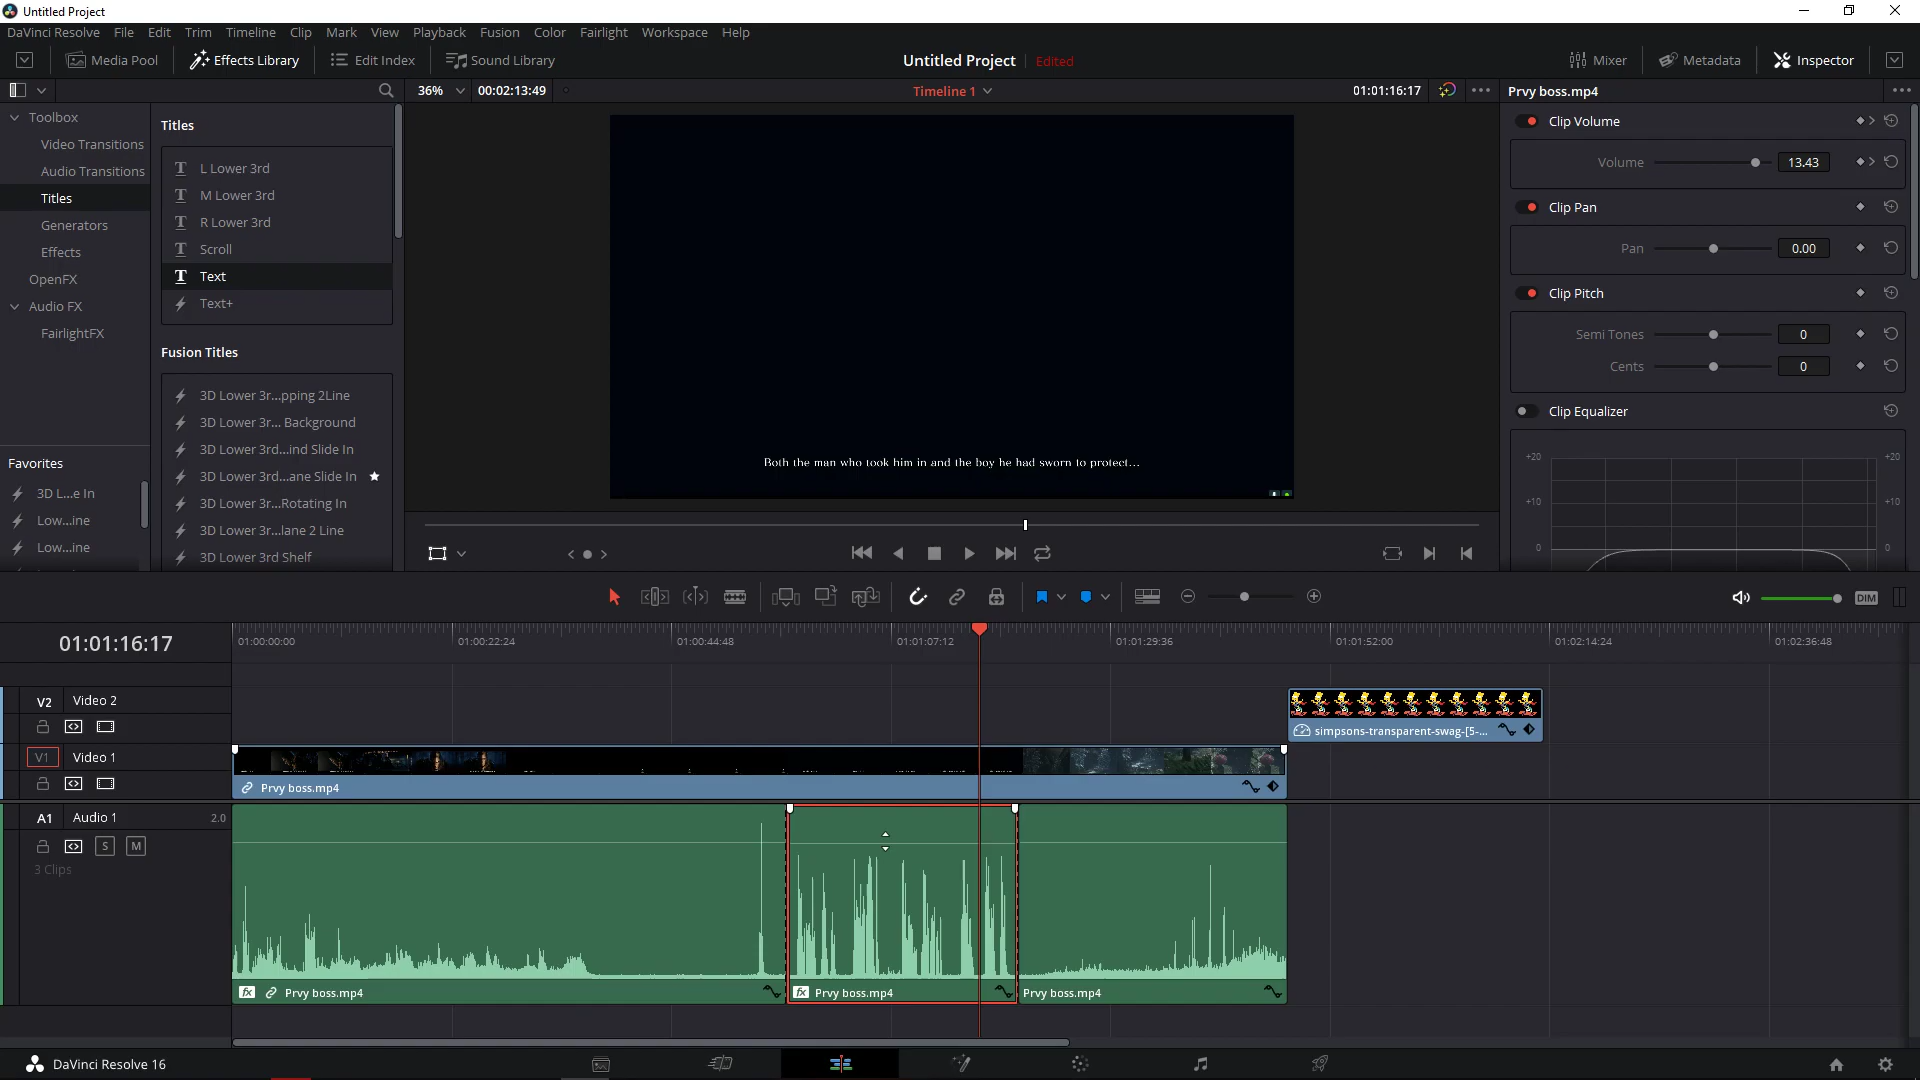 Untitled Project
DaVinci Resolve File Edit Trim Timeline Clip Mark View Playback Fusion Color Fairlight Workspace Help
Media Pool Effects Library Edit Index Sound Library Untitled Project Edited Mixer Metadata Inspector
36% 00:02:13:49 Timeline 1 01:01:16:17 Prvy boss.mp4
Toolbox
Video Transitions
Audio Transitions
Titles
Generators
Effects
OpenFX
Audio FX
FairlightFX
Favorites
3D L...e In
Low...ine
Low...ine
Titles
L Lower 3rd
M Lower 3rd
R Lower 3rd
Scroll
Text
Text+
Fusion Titles
3D Lower 3r...pping 2Line
3D Lower 3r... Background
3D Lower 3rd...ind Slide In
3D Lower 3rd...ane Slide In
3D Lower 3r...Rotating In
3D Lower 3r...lane 2 Line
3D Lower 3rd Shelf
Both the man who took him in and the boy he had sworn to protect...
Clip Volume
Volume 13.43
Clip Pan
Pan 0.00
Clip Pitch
Semi Tones 0
Cents 0
Clip Equalizer
+20 +20
+10 +10
0 0
DIM
01:01:16:17 01:00:00:00 01:00:22:24 01:00:44:48 01:01:07:12 01:01:29:36 01:01:52:00 01:02:14:24 01:02:36:48
V2 Video 2
simpsons-transparent-swag-[5-...
V1 Video 1
Prvy boss.mp4
A1 Audio 1 2.0
S M
3 Clips
fx Prvy boss.mp4 fx Prvy boss.mp4 Prvy boss.mp4
DaVinci Resolve 16